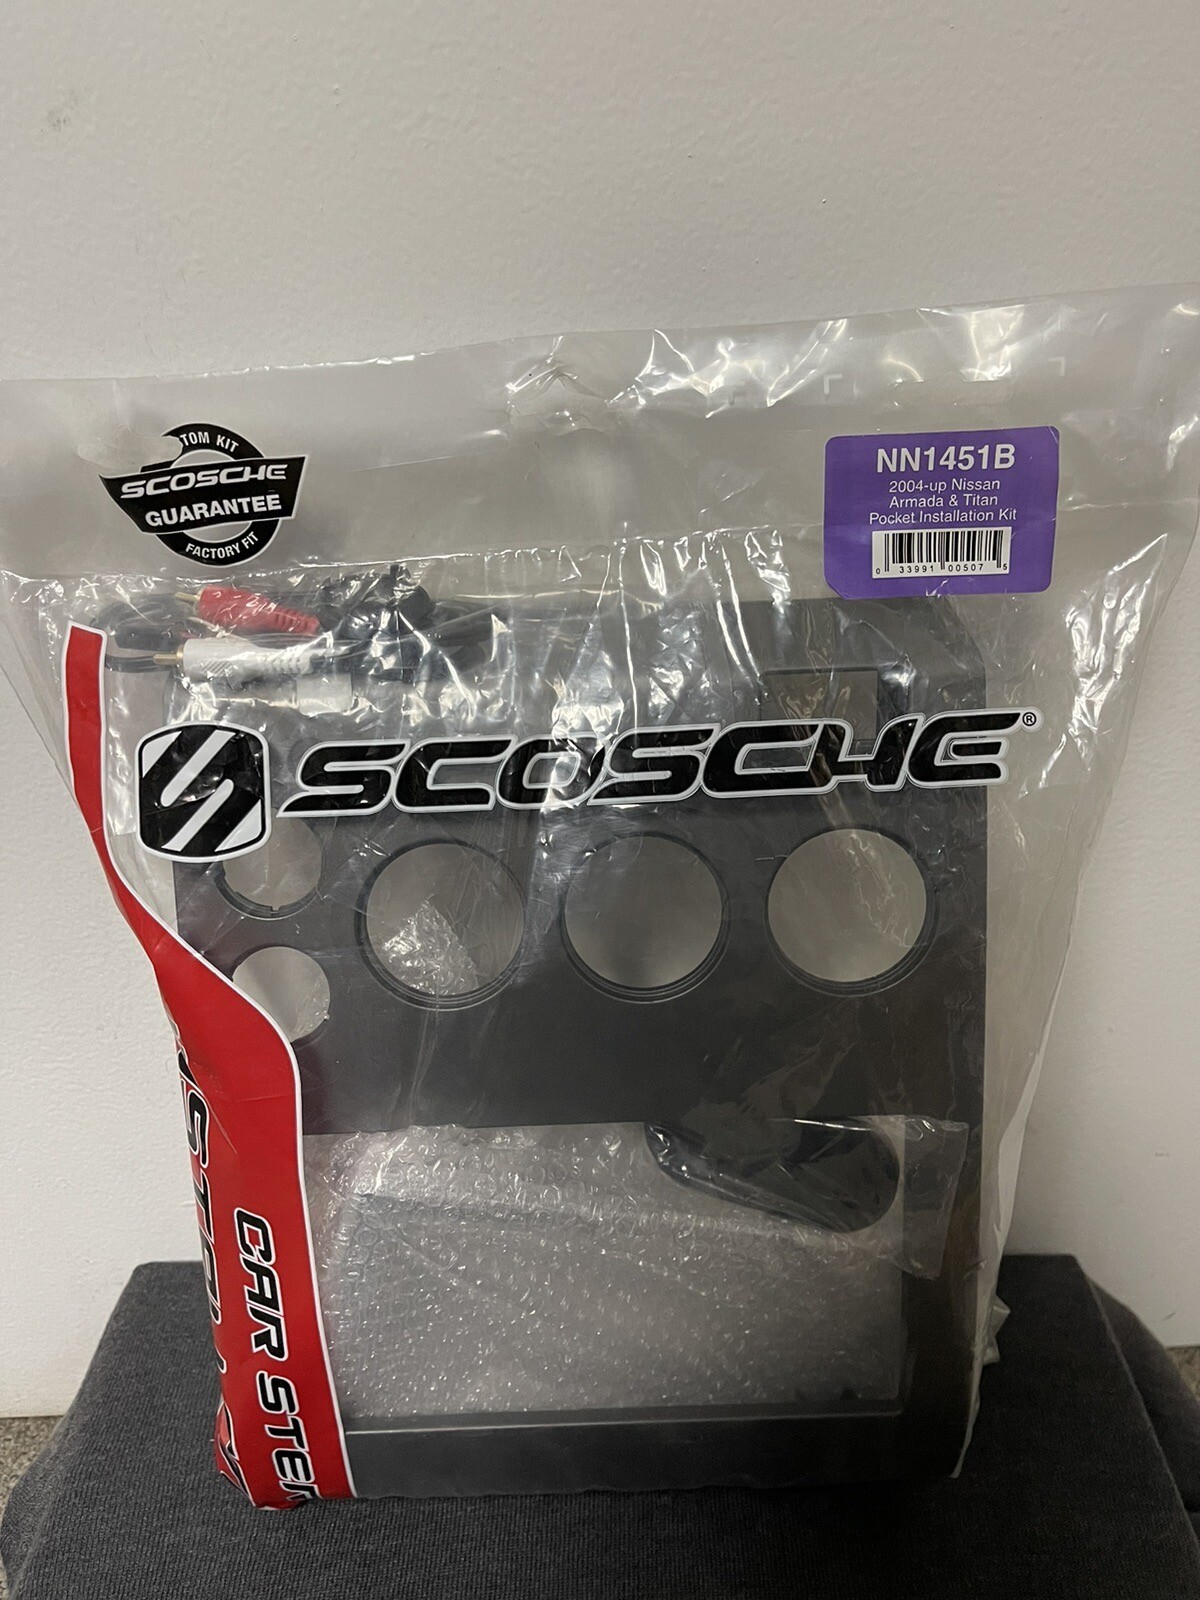 TOM KIT
SCOSCHE
GUARANTEE
FACTORY FIT
NN1451B
2004-up Nissan
Armada & Titan
Pocket Installation Kit
0 33991 00507 5
SCOSCHE®
CAR STE